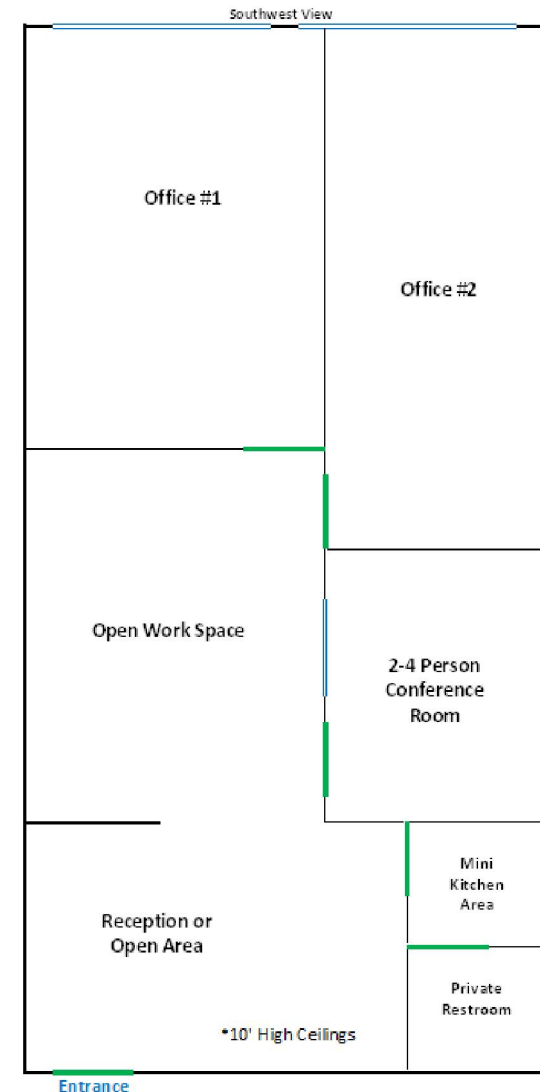 Southwest View
Office #1
Office #2
Open Work Space
2-4 Person
Conference
Room
Mini
Kitchen
Area
Reception or
Open Area
Private
Restroom
*10' High Ceilings
Entrance